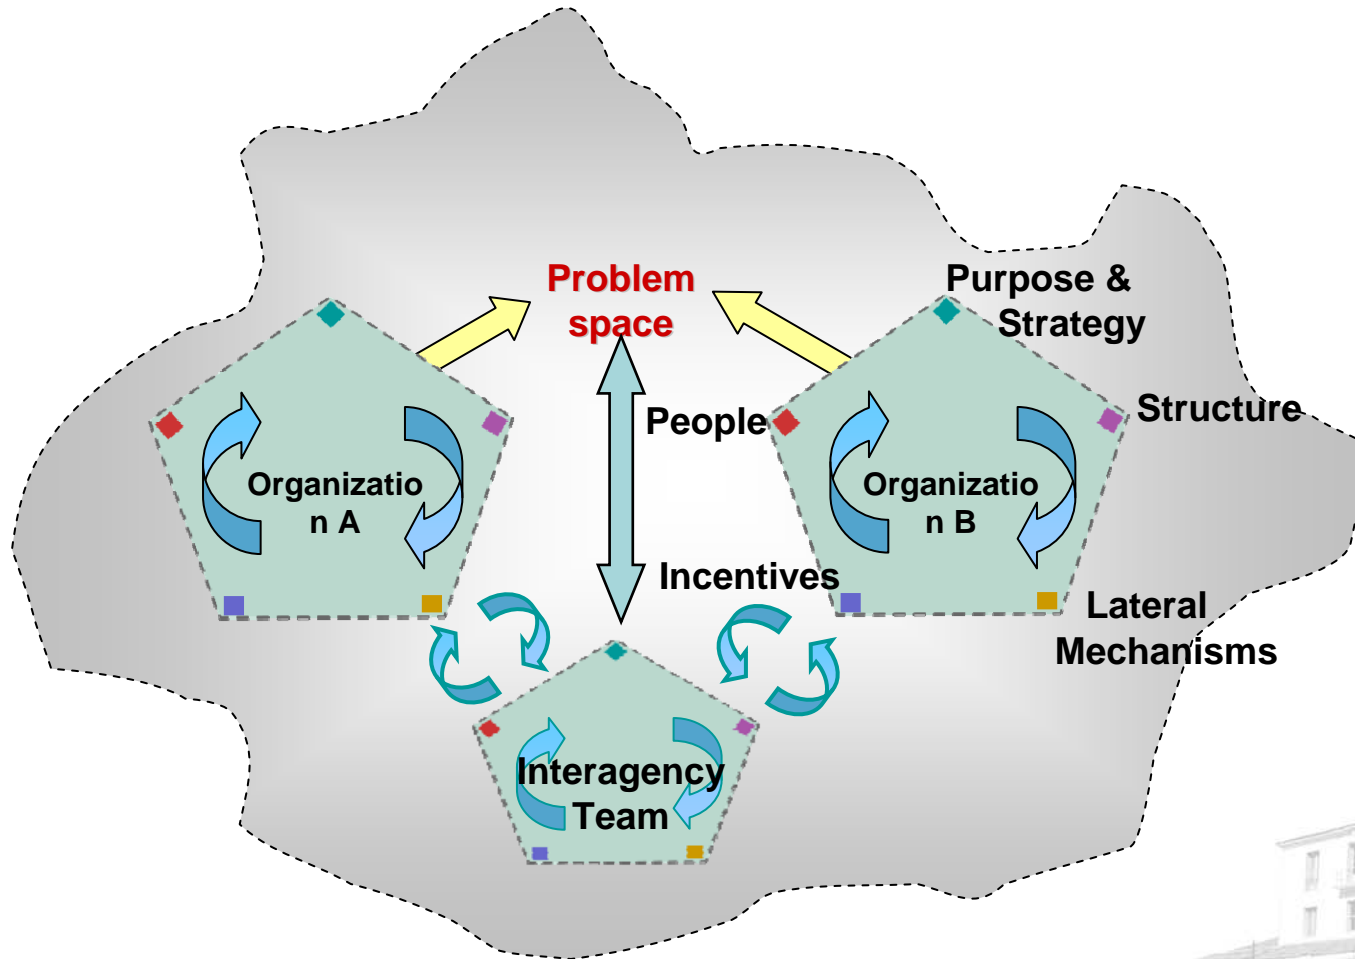 Problem
space
Purpose &
Strategy
People
Structure
Organizatio
n A
Organizatio
n B
Incentives
Lateral
Mechanisms
Interagency
Team